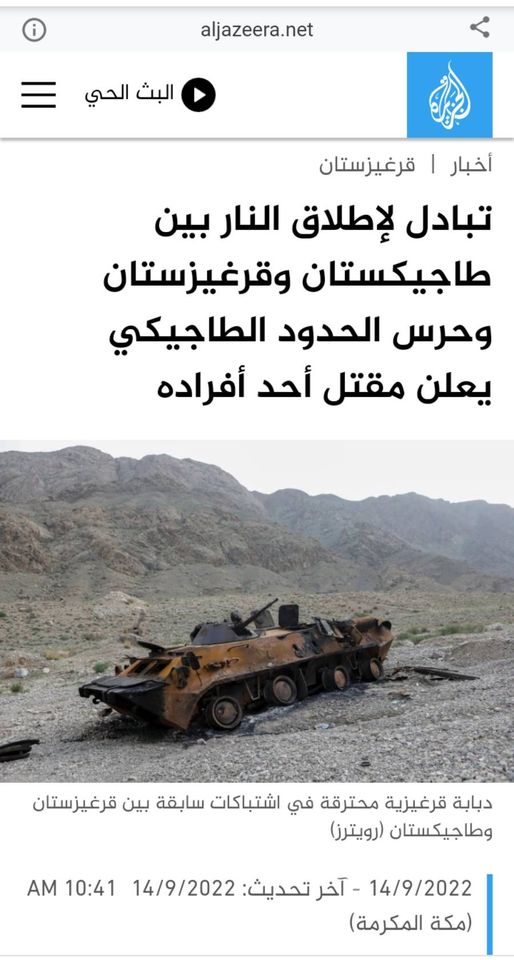 aljazeera.net
البث الحي
الجزيرة
أخبار | قرغيزستان
تبادل لإطلاق النار بين
طاجيكستان وقرغيزستان
وحرس الحدود الطاجيكي
يعلن مقتل أحد أفراده
دبابة قرغيزية محترقة في اشتباكات سابقة بين قرغيزستان
وطاجيكستان (رويترز)
14/9/2022 - آخر تحديث: 14/9/2022 10:41 AM
(مكة المكرمة)